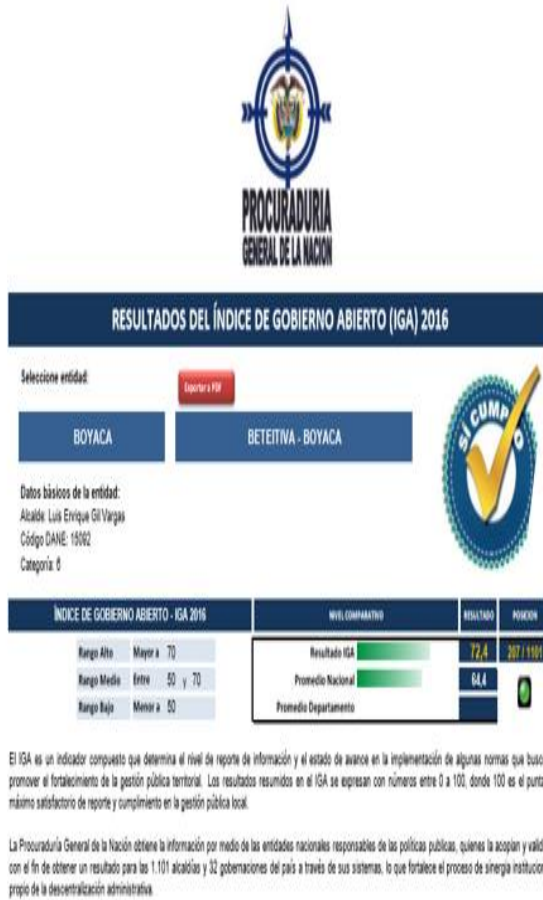 PROCURADURIA
GENERAL DE LA NACION
RESULTADOS DEL ÍNDICE DE GOBIERNO ABIERTO (IGA) 2016
Seleccione entidad:
Exportar a PDF
BOYACA
BETEITIVA - BOYACA
SÍ CUMPLIO
Datos básicos de la entidad:
Alcalde: Luis Enrique Gil Vargas
Código DANE: 15092
Categoría: 6
ÍNDICE DE GOBIERNO ABIERTO - IGA 2016
NIVEL COMPARATIVO
RESULTADO
POSICION
Rango Alto Mayor a 70
Resultado IGA 72,4 207 / 1101
Rango Medio Entre 50 y 70
Promedio Nacional 64,4
Rango Bajo Menor a 50
Promedio Departamento
El IGA es un indicador compuesto que determina el nivel de reporte de información y el estado de avance en la implementación de algunas normas que busc
promover el fortalecimiento de la gestión pública territorial. Los resultados resumidos en el IGA se expresan con números entre 0 a 100, donde 100 es el punta
máximo satisfactorio de reporte y cumplimiento en la gestión pública local.
La Procuraduría General de la Nación obtiene la información por medio de las entidades nacionales responsables de las políticas publicas, quienes la acopian y valid
con el fin de obtener un resultado para las 1.101 alcaldías y 32 gobernaciones del país a través de sus sistemas, lo que fortalece el proceso de sinergia institucion
propio de la descentralización administrativa.